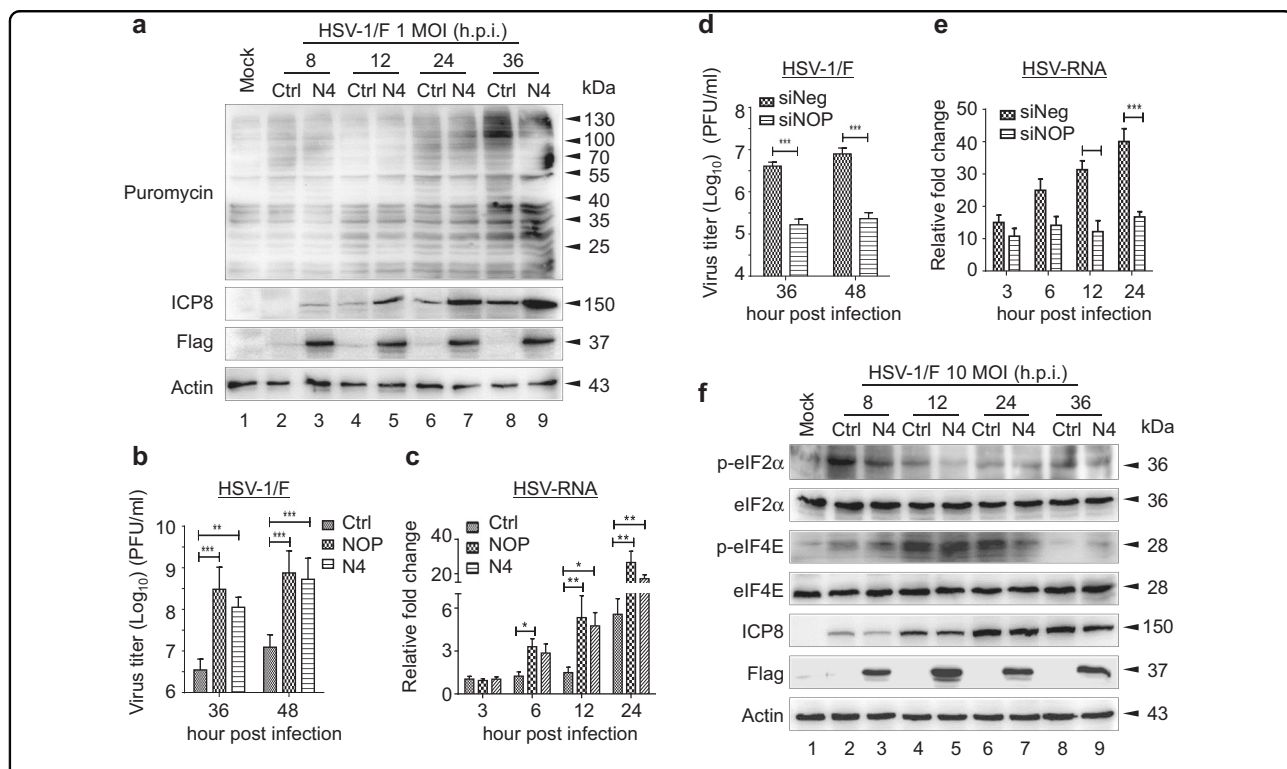 a
HSV-1/F 1 MOI (h.p.i.)
Mock
8 12 24 36
Ctrl N4 Ctrl N4 Ctrl N4 Ctrl N4 kDa
Puromycin
130
100
70
55
40
35
25
ICP8 150
Flag 37
Actin 43
1 2 3 4 5 6 7 8 9
b
HSV-1/F
Virus titer (Log10) (PFU/ml)
10
9
8
7
6
** *** *** ***
36 48
hour post infection
Ctrl
NOP
N4
c
HSV-RNA
Relative fold change
40
20
6
3
0
* ** * ** **
3 6 12 24
hour post infection
d
HSV-1/F
siNeg
siNOP
Virus titer (Log10) (PFU/ml)
8
7
6
5
4
*** ***
36 48
hour post infection
e
HSV-RNA
siNeg
siNOP
Relative fold change
50
40
30
20
10
0
***
3 6 12 24
hour post infection
f
HSV-1/F 10 MOI (h.p.i.)
Mock
8 12 24 36
Ctrl N4 Ctrl N4 Ctrl N4 Ctrl N4 kDa
p-eIF2α 36
eIF2α 36
p-eIF4E 28
eIF4E 28
ICP8 150
Flag 37
Actin 43
1 2 3 4 5 6 7 8 9